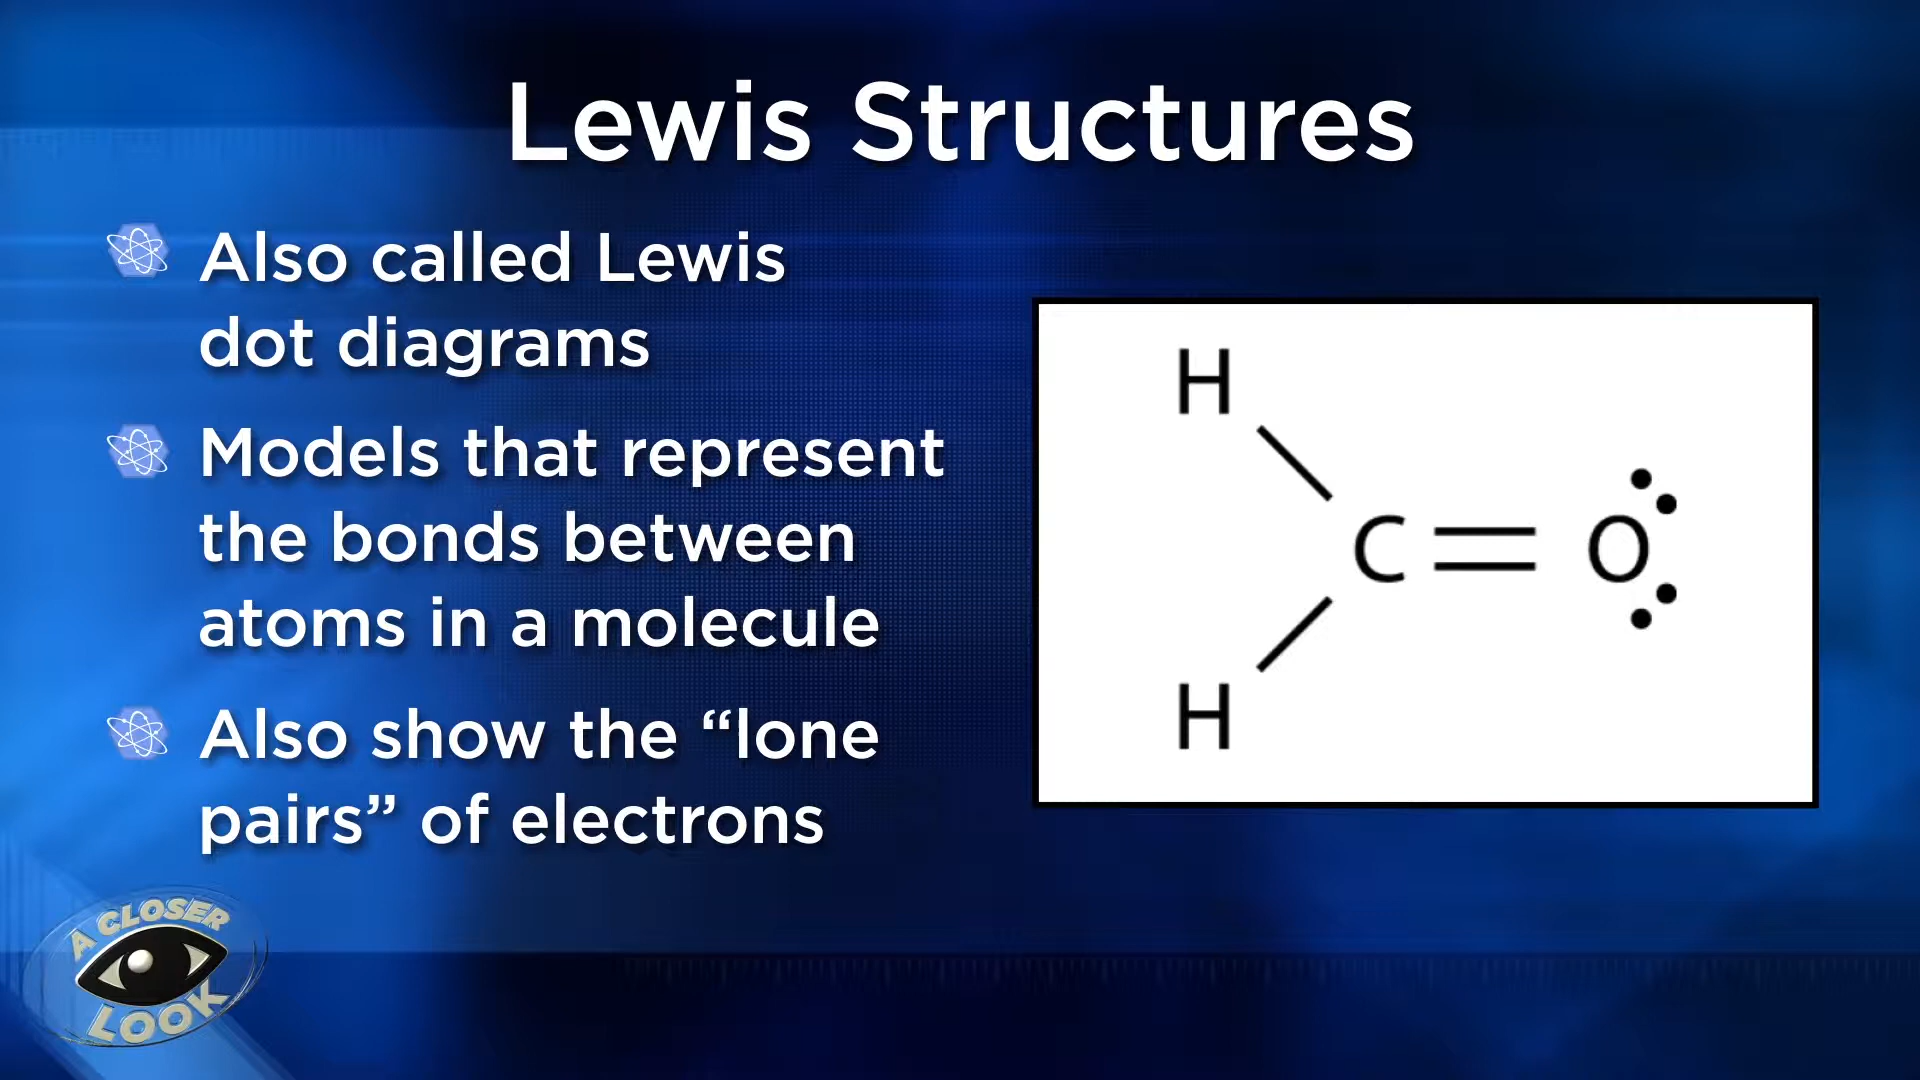 Lewis Structures
Also called Lewis
dot diagrams
Models that represent
the bonds between
atoms in a molecule
Also show the “lone
pairs” of electrons
H
C
O
H
A CLOSER
LOOK